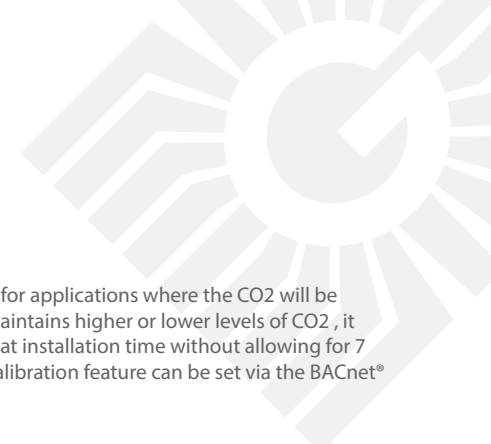 for applications where the CO2 will be
aintains higher or lower levels of CO2 , it
at installation time without allowing for 7
alibration feature can be set via the BACnet®